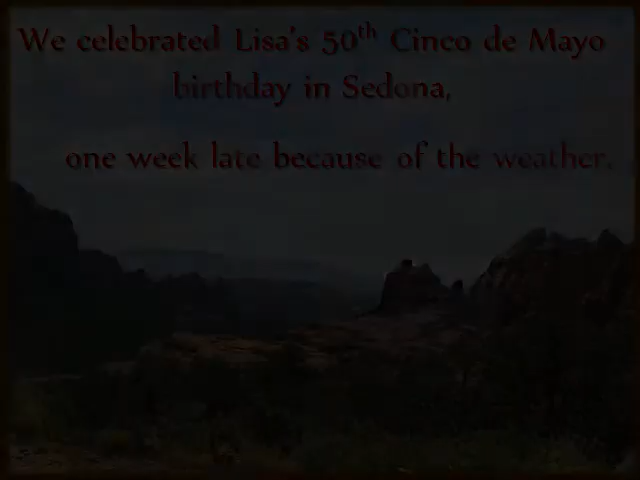 We celebrated Lisa's 50th Cinco de Mayo
birthday in Sedona,
one week late because of the weather.